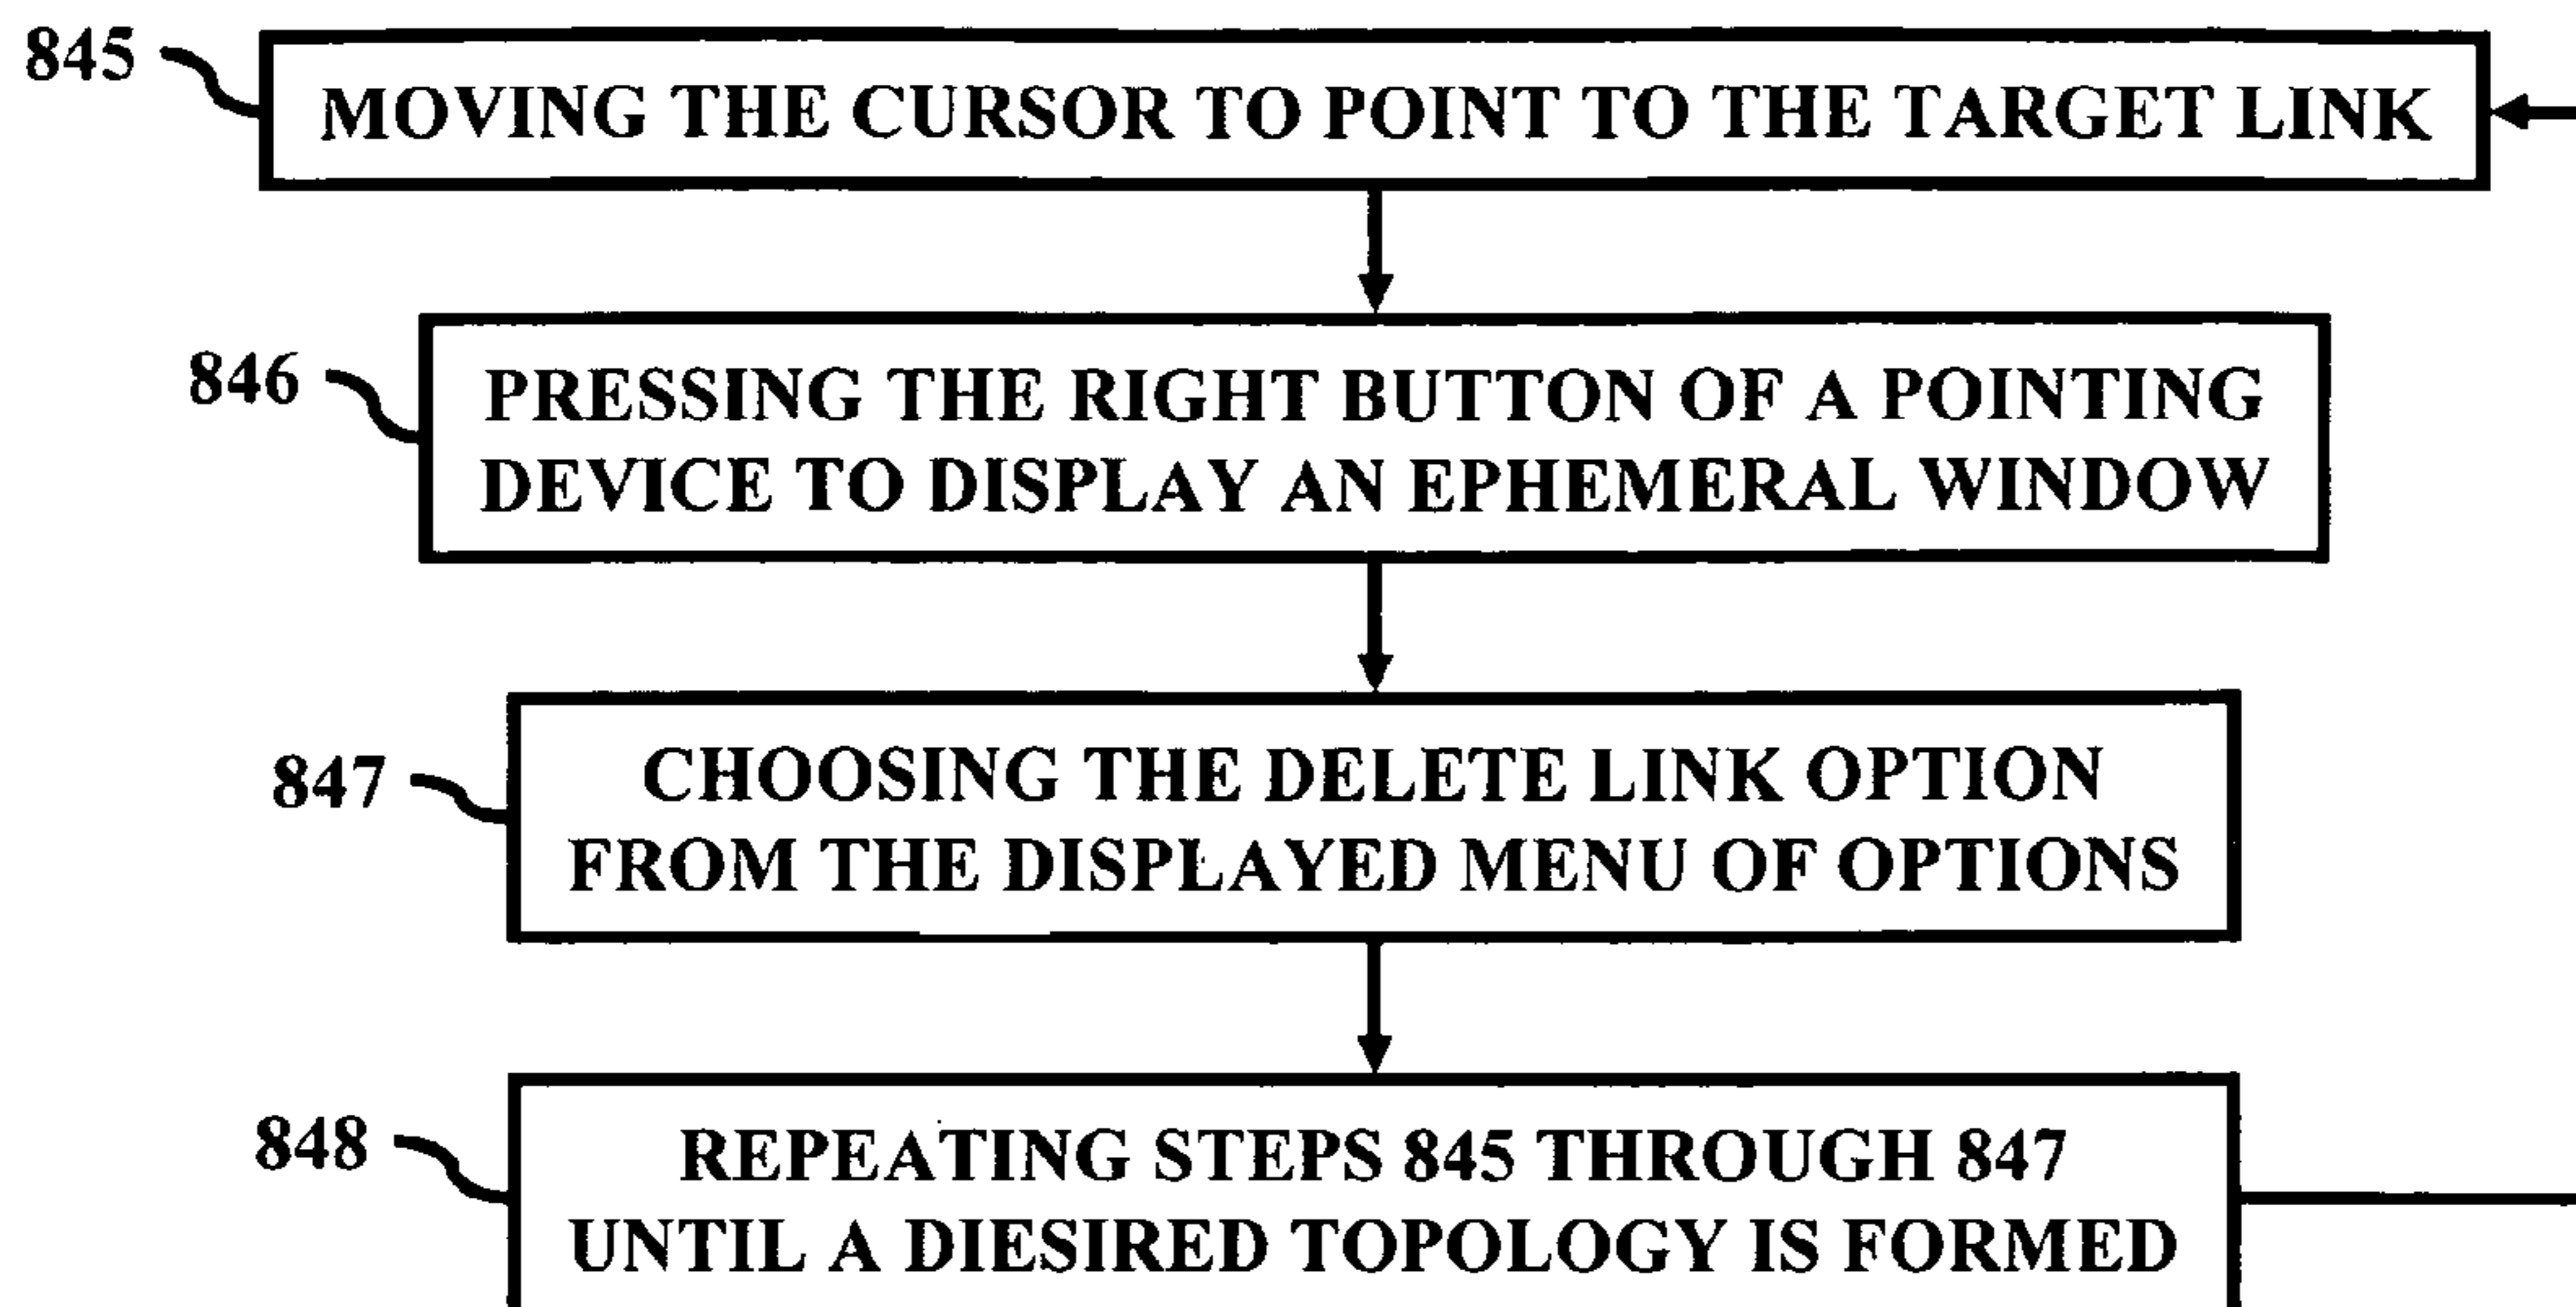 845
MOVING THE CURSOR TO POINT TO THE TARGET LINK
846
PRESSING THE RIGHT BUTTON OF A POINTING
DEVICE TO DISPLAY AN EPHEMERAL WINDOW
847
CHOOSING THE DELETE LINK OPTION
FROM THE DISPLAYED MENU OF OPTIONS
848
REPEATING STEPS 845 THROUGH 847
UNTIL A DIESIRED TOPOLOGY IS FORMED